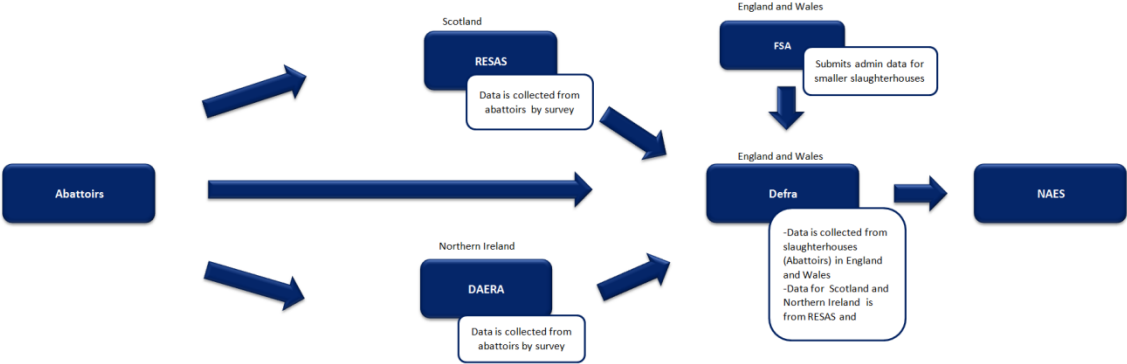 Scotland
RESAS
Data is collected from
abattoirs by survey
England and Wales
FSA
Submits admin data for
smaller slaughterhouses
Abattoirs
England and Wales
Defra
-Data is collected from
slaughterhouses
(Abattoirs) in England
and Wales
-Data for Scotland and
Northern Ireland is
from RESAS and
NAES
Northern Ireland
DAERA
Data is collected from
abattoirs by survey